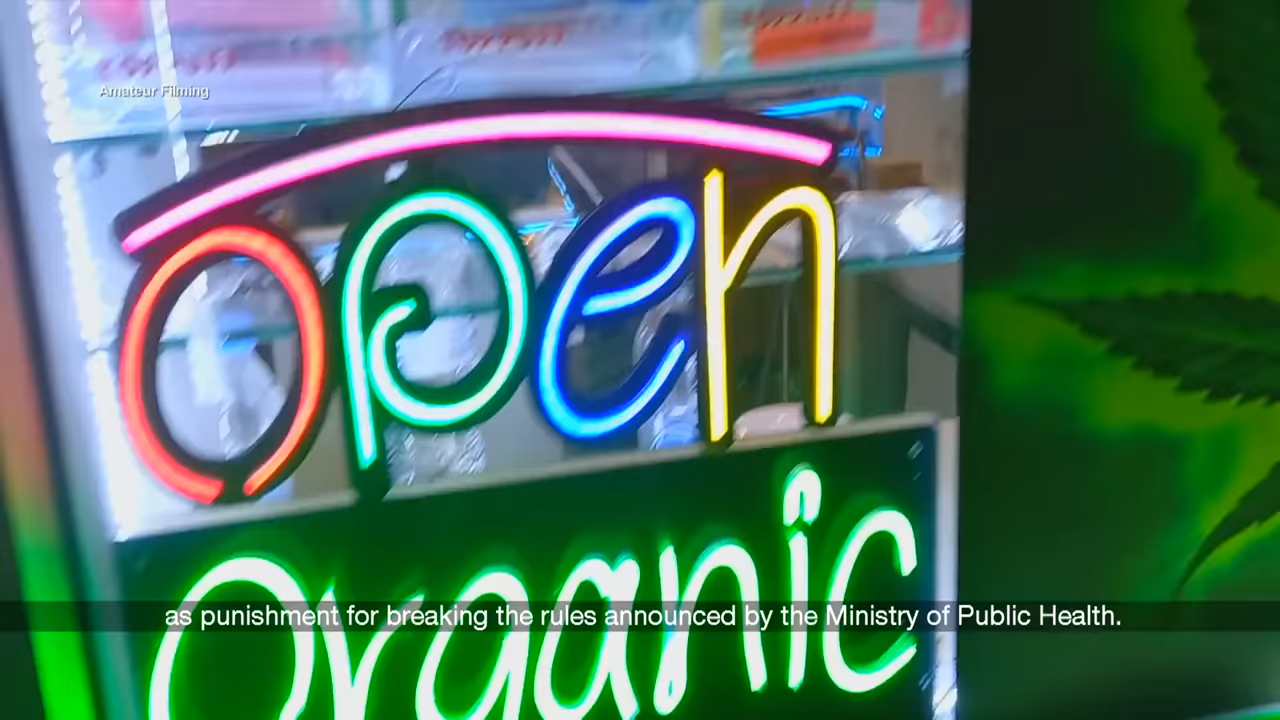 Amateur Filming
open
Organic
as punishment for breaking the rules announced by the Ministry of Public Health.